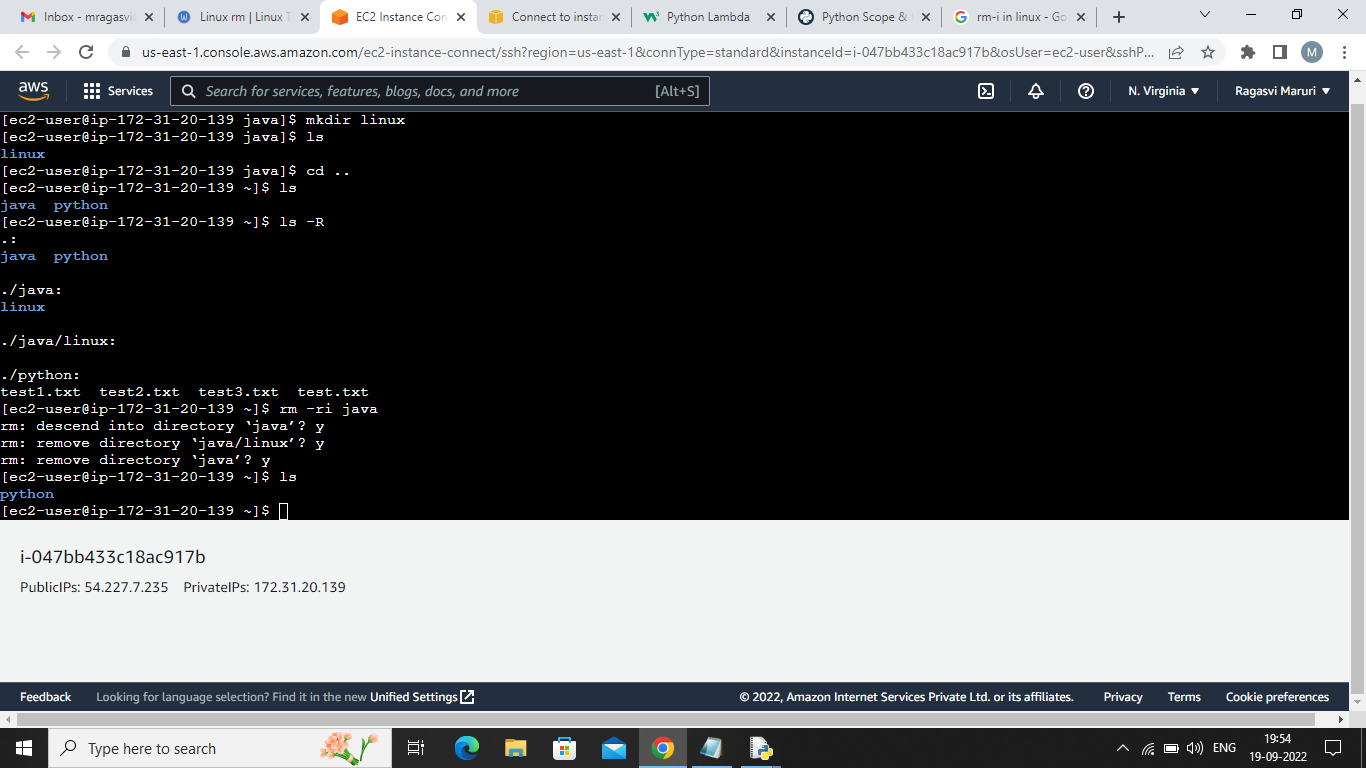 Inbox - mragasvi
Linux rm | Linux T
EC2 Instance Con
Connect to instan
Python Lambda
Python Scope &
rm-i in linux - Go
us-east-1.console.aws.amazon.com/ec2-instance-connect/ssh?region=us-east-1&connType=standard&instanceId=i-047bb433c18ac917b&osUser=ec2-user&sshP...
M
aws
Services
Search for services, features, blogs, docs, and more
[Alt+S]
N. Virginia
Ragasvi Maruri
[ec2-user@ip-172-31-20-139 java]$ mkdir linux
[ec2-user@ip-172-31-20-139 java]$ ls
linux
[ec2-user@ip-172-31-20-139 java]$ cd ..
[ec2-user@ip-172-31-20-139 ~]$ ls
java  python
[ec2-user@ip-172-31-20-139 ~]$ ls -R
.:
java  python
./java:
linux
./java/linux:
./python:
test1.txt  test2.txt  test3.txt  test.txt
[ec2-user@ip-172-31-20-139 ~]$ rm -ri java
rm: descend into directory ‘java’? y
rm: remove directory ‘java/linux’? y
rm: remove directory ‘java’? y
[ec2-user@ip-172-31-20-139 ~]$ ls
python
[ec2-user@ip-172-31-20-139 ~]$
i-047bb433c18ac917b
PublicIPs: 54.227.7.235 PrivateIPs: 172.31.20.139
Feedback
Looking for language selection? Find it in the new Unified Settings
© 2022, Amazon Internet Services Private Ltd. or its affiliates.
Privacy
Terms
Cookie preferences
Type here to search
ENG
19:54
19-09-2022